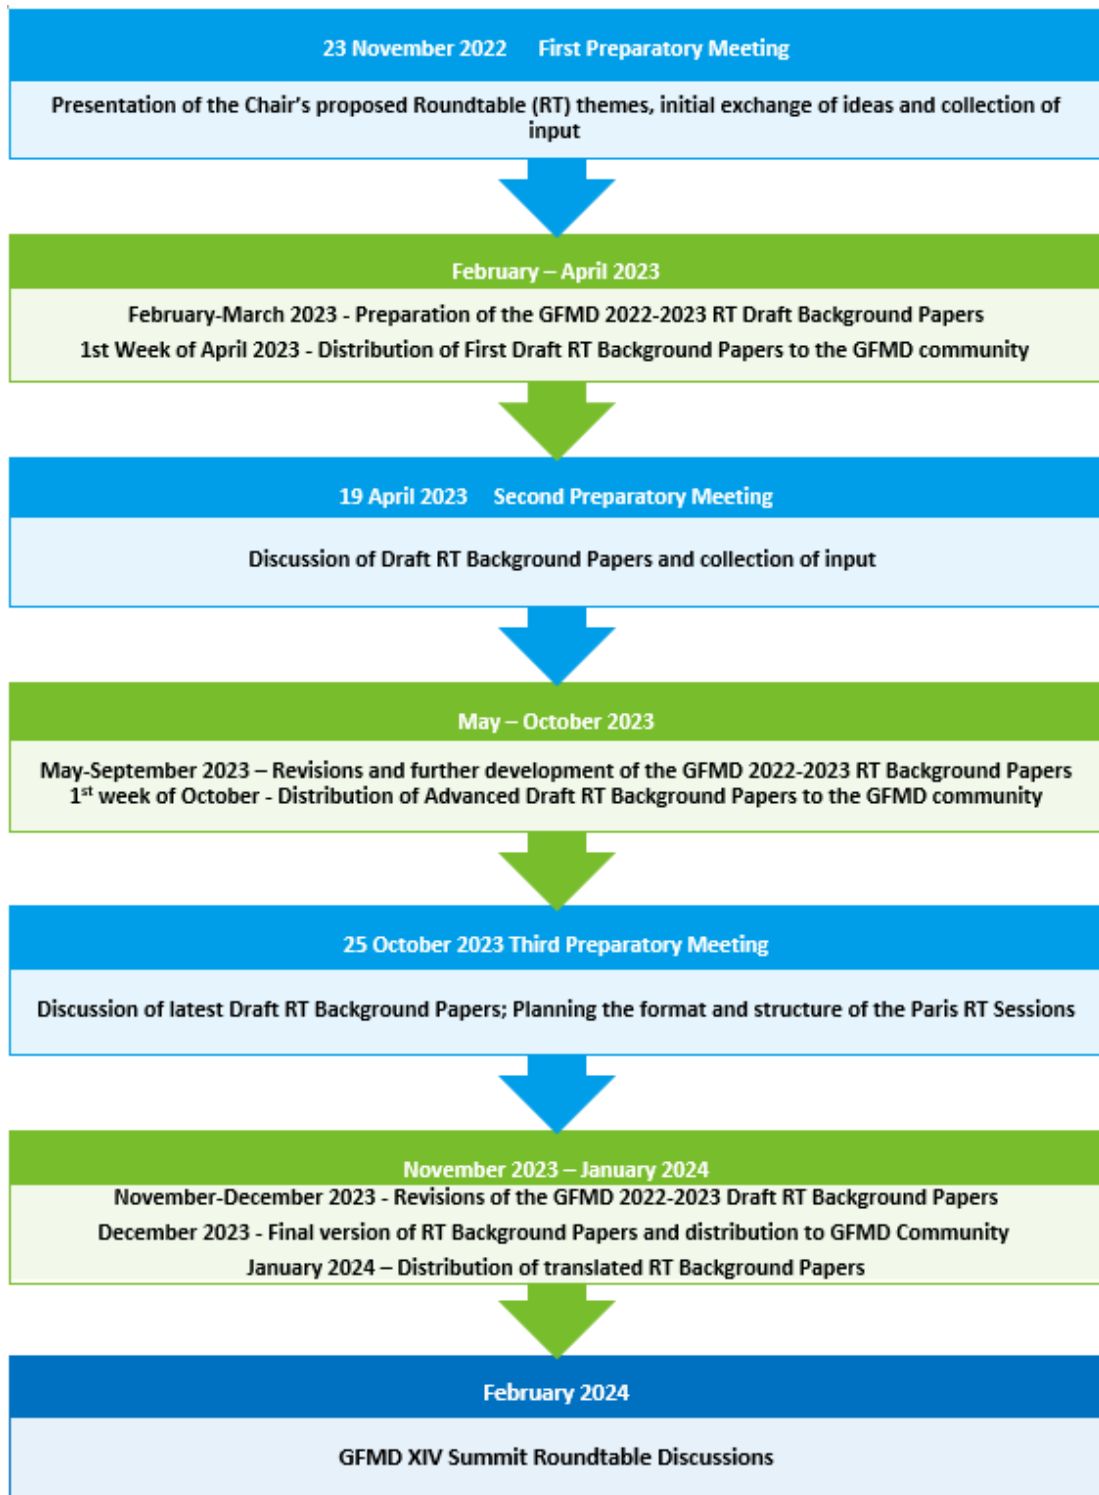 23 November 2022 First Preparatory Meeting
Presentation of the Chair's proposed Roundtable (RT) themes, initial exchange of ideas and collection of
input
February – April 2023
February-March 2023 - Preparation of the GFMD 2022-2023 RT Draft Background Papers
1st Week of April 2023 - Distribution of First Draft RT Background Papers to the GFMD community
19 April 2023 Second Preparatory Meeting
Discussion of Draft RT Background Papers and collection of input
May – October 2023
May-September 2023 – Revisions and further development of the GFMD 2022-2023 RT Background Papers
1st week of October - Distribution of Advanced Draft RT Background Papers to the GFMD community
25 October 2023 Third Preparatory Meeting
Discussion of latest Draft RT Background Papers; Planning the format and structure of the Paris RT Sessions
November 2023 – January 2024
November-December 2023 - Revisions of the GFMD 2022-2023 Draft RT Background Papers
December 2023 - Final version of RT Background Papers and distribution to GFMD Community
January 2024 – Distribution of translated RT Background Papers
February 2024
GFMD XIV Summit Roundtable Discussions